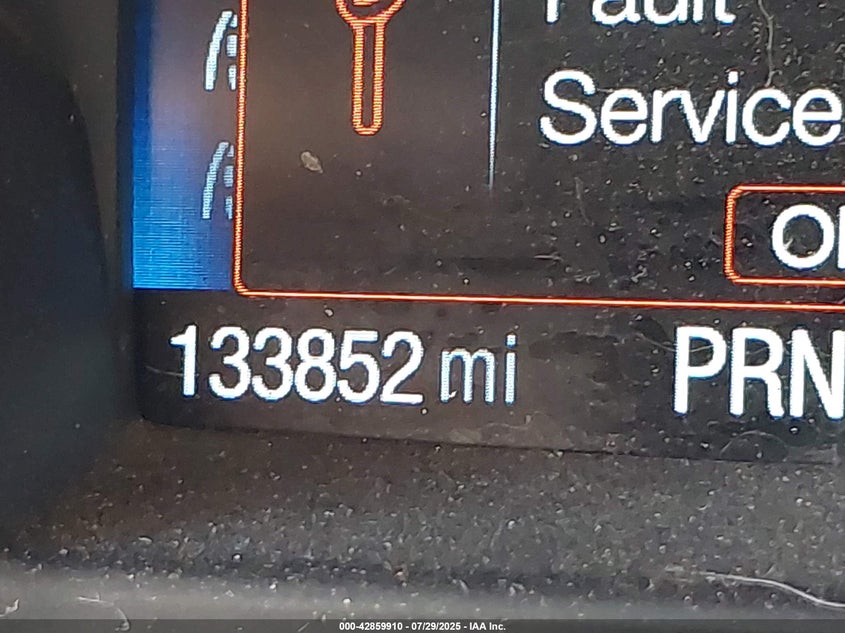 Fault
Service
133852 mi
PRN
000-42859910 - 07/29/2025 - IAA Inc.